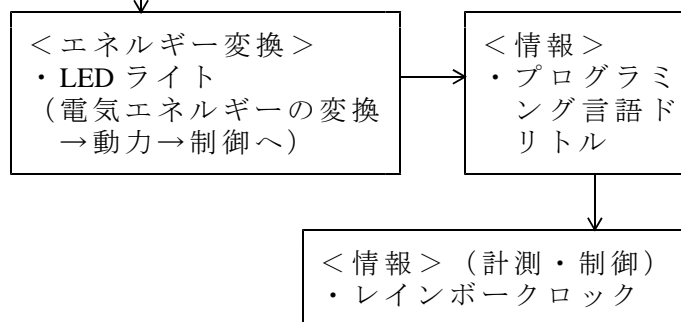 ＜エネルギー変換＞
・LED ライト
（電気エネルギーの変換
→動力→制御へ）
＜情報＞
・プログラミ
ング言語ド
リトル
＜情報＞（計測・制御）
・レインボークロック